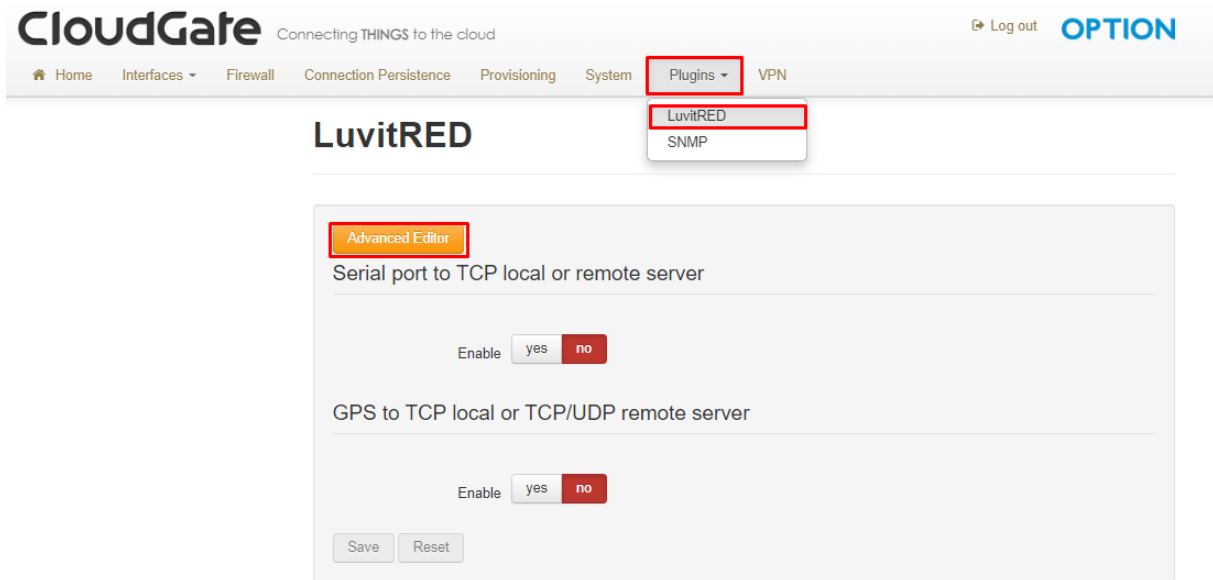 CloudGate Connecting THINGS to the cloud Log out OPTION
Home Interfaces Firewall Connection Persistence Provisioning System Plugins VPN
LuvitRED
SNMP
LuvitRED
Advanced Editor
Serial port to TCP local or remote server
Enable yes no
GPS to TCP local or TCP/UDP remote server
Enable yes no
Save Reset